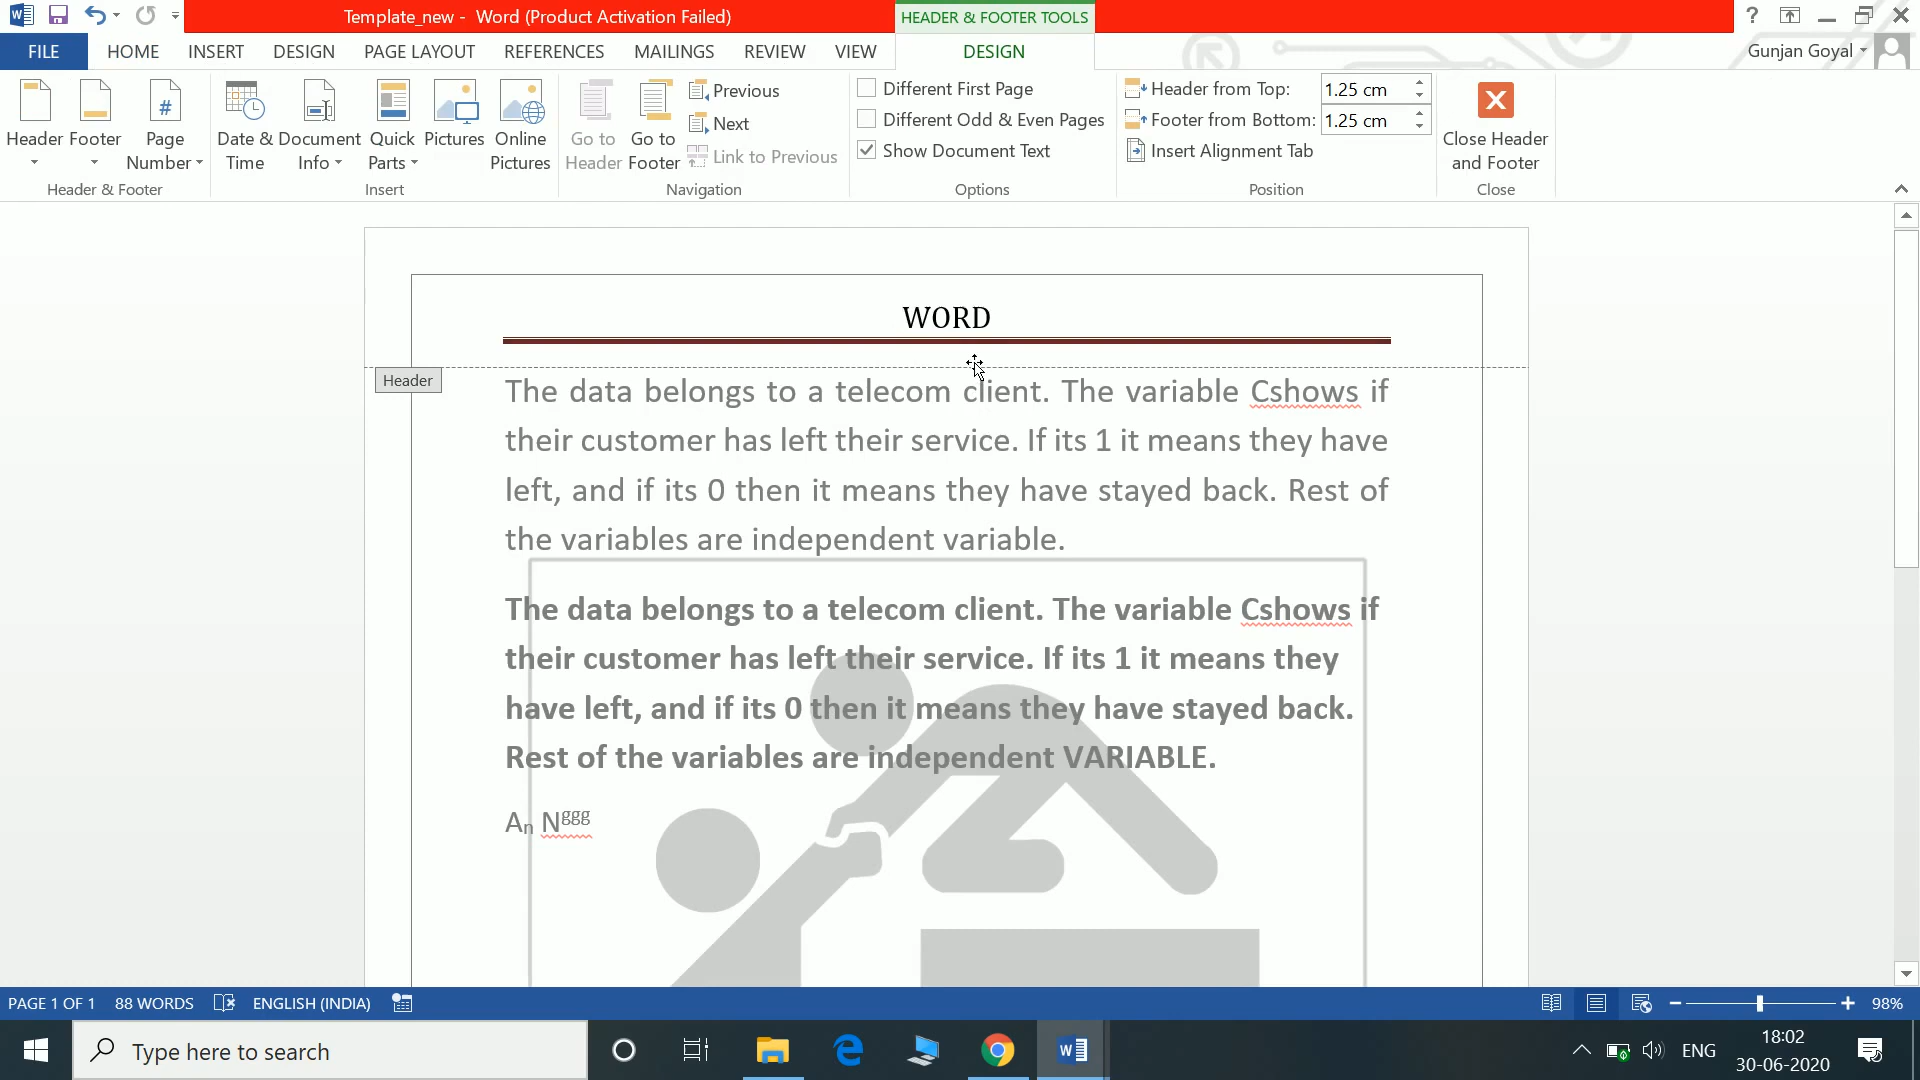 Template_new - Word (Product Activation Failed)
HEADER & FOOTER TOOLS
?
FILE HOME INSERT DESIGN PAGE LAYOUT REFERENCES MAILINGS REVIEW VIEW DESIGN
Gunjan Goyal
Header
Footer
Page
Number
Header & Footer
Date &
Time
Document
Info
Quick
Parts
Pictures
Online
Pictures
Insert
Go to
Header
Go to
Footer
Previous
Next
Link to Previous
Navigation
Different First Page
Different Odd & Even Pages
Show Document Text
Options
Header from Top: 1.25 cm
Footer from Bottom: 1.25 cm
Insert Alignment Tab
Position
Close Header
and Footer
Close
WORD
Header
The data belongs to a telecom client. The variable Cshows if
their customer has left their service. If its 1 it means they have
left, and if its 0 then it means they have stayed back. Rest of
the variables are independent variable.
The data belongs to a telecom client. The variable Cshows if
their customer has left their service. If its 1 it means they
have left, and if its 0 then it means they have stayed back.
Rest of the variables are independent VARIABLE.
An Nggg
PAGE 1 OF 1 88 WORDS ENGLISH (INDIA) 98%
Type here to search
ENG
18:02
30-06-2020